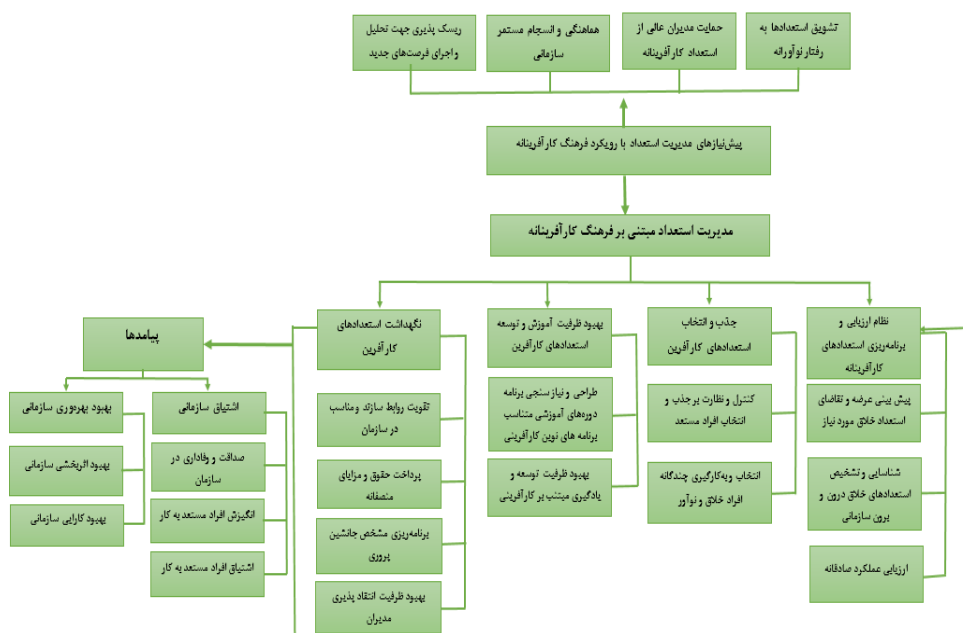 تشویق استعدادها به
رفتار نوآورانه
حمایت مدیران عالی از
استعداد کارآفرینانه
هماهنگی و انسجام مستمر
سازمانی
ریسک پذیری جهت تحلیل
و اجرای فرصت‌های جدید
پیش‌نیازهای مدیریت استعداد با رویکرد فرهنگ کارآفرینانه
مدیریت استعداد مبتنی بر فرهنگ کارآفرینانه
نظام ارزیابی و
برنامه‌ریزی استعدادهای
کارآفرینانه
پیش بینی عرضه و تقاضای
استعداد خلاق مورد نیاز
شناسایی و تشخیص
استعدادهای خلاق درون و
برون سازمانی
ارزیابی عملکرد صادقانه
جذب و انتخاب
استعدادهای کارآفرین
کنترل و نظارت بر جذب و
انتخاب افراد مستعد
انتخاب و به‌کارگیری چندگانه
افراد خلاق و نوآور
بهبود ظرفیت آموزش و توسعه
استعدادهای کارآفرین
طراحی و نیاز سنجی برنامه
دوره‌های آموزشی متناسب
برنامه های نوین کارآفرینی
بهبود ظرفیت توسعه و
یادگیری مبتنی بر کارآفرینی
نگهداشت استعدادهای
کارآفرین
تقویت روابط سازنده و مناسب
در سازمان
پرداخت حقوق و مزایای
منصفانه
برنامه‌ریزی مشخص جانشین
پروری
بهبود ظرفیت انتقاد پذیری
مدیران
پیامدها
اشتیاق سازمانی
صداقت و وفاداری در
سازمان
انگیزش افراد مستعد به کار
اشتیاق افراد مستعد به کار
بهبود بهره‌وری سازمانی
بهبود اثربخشی سازمانی
بهبود کارایی سازمانی